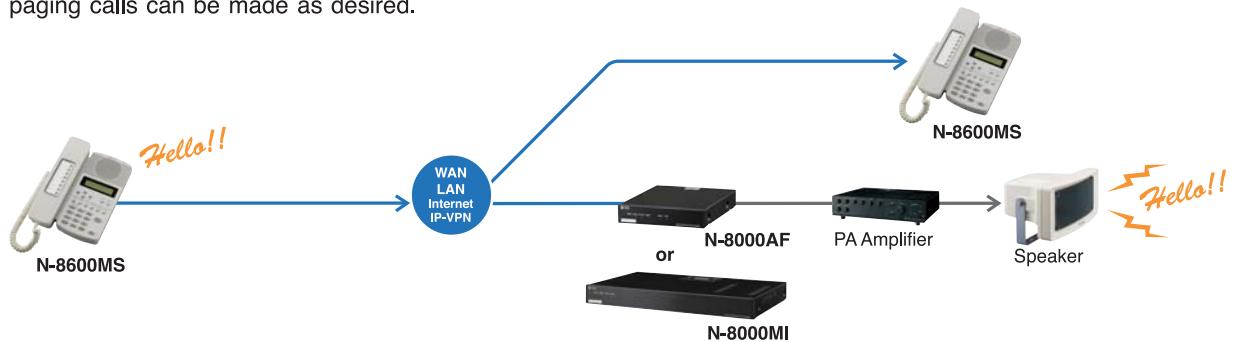 paging calls can be made as desired.
N-8600MS
Hello!!
WAN
LAN
Internet
IP-VPN
N-8000AF
PA Amplifier
Speaker
Hello!!
or
N-8600MS
N-8000MI